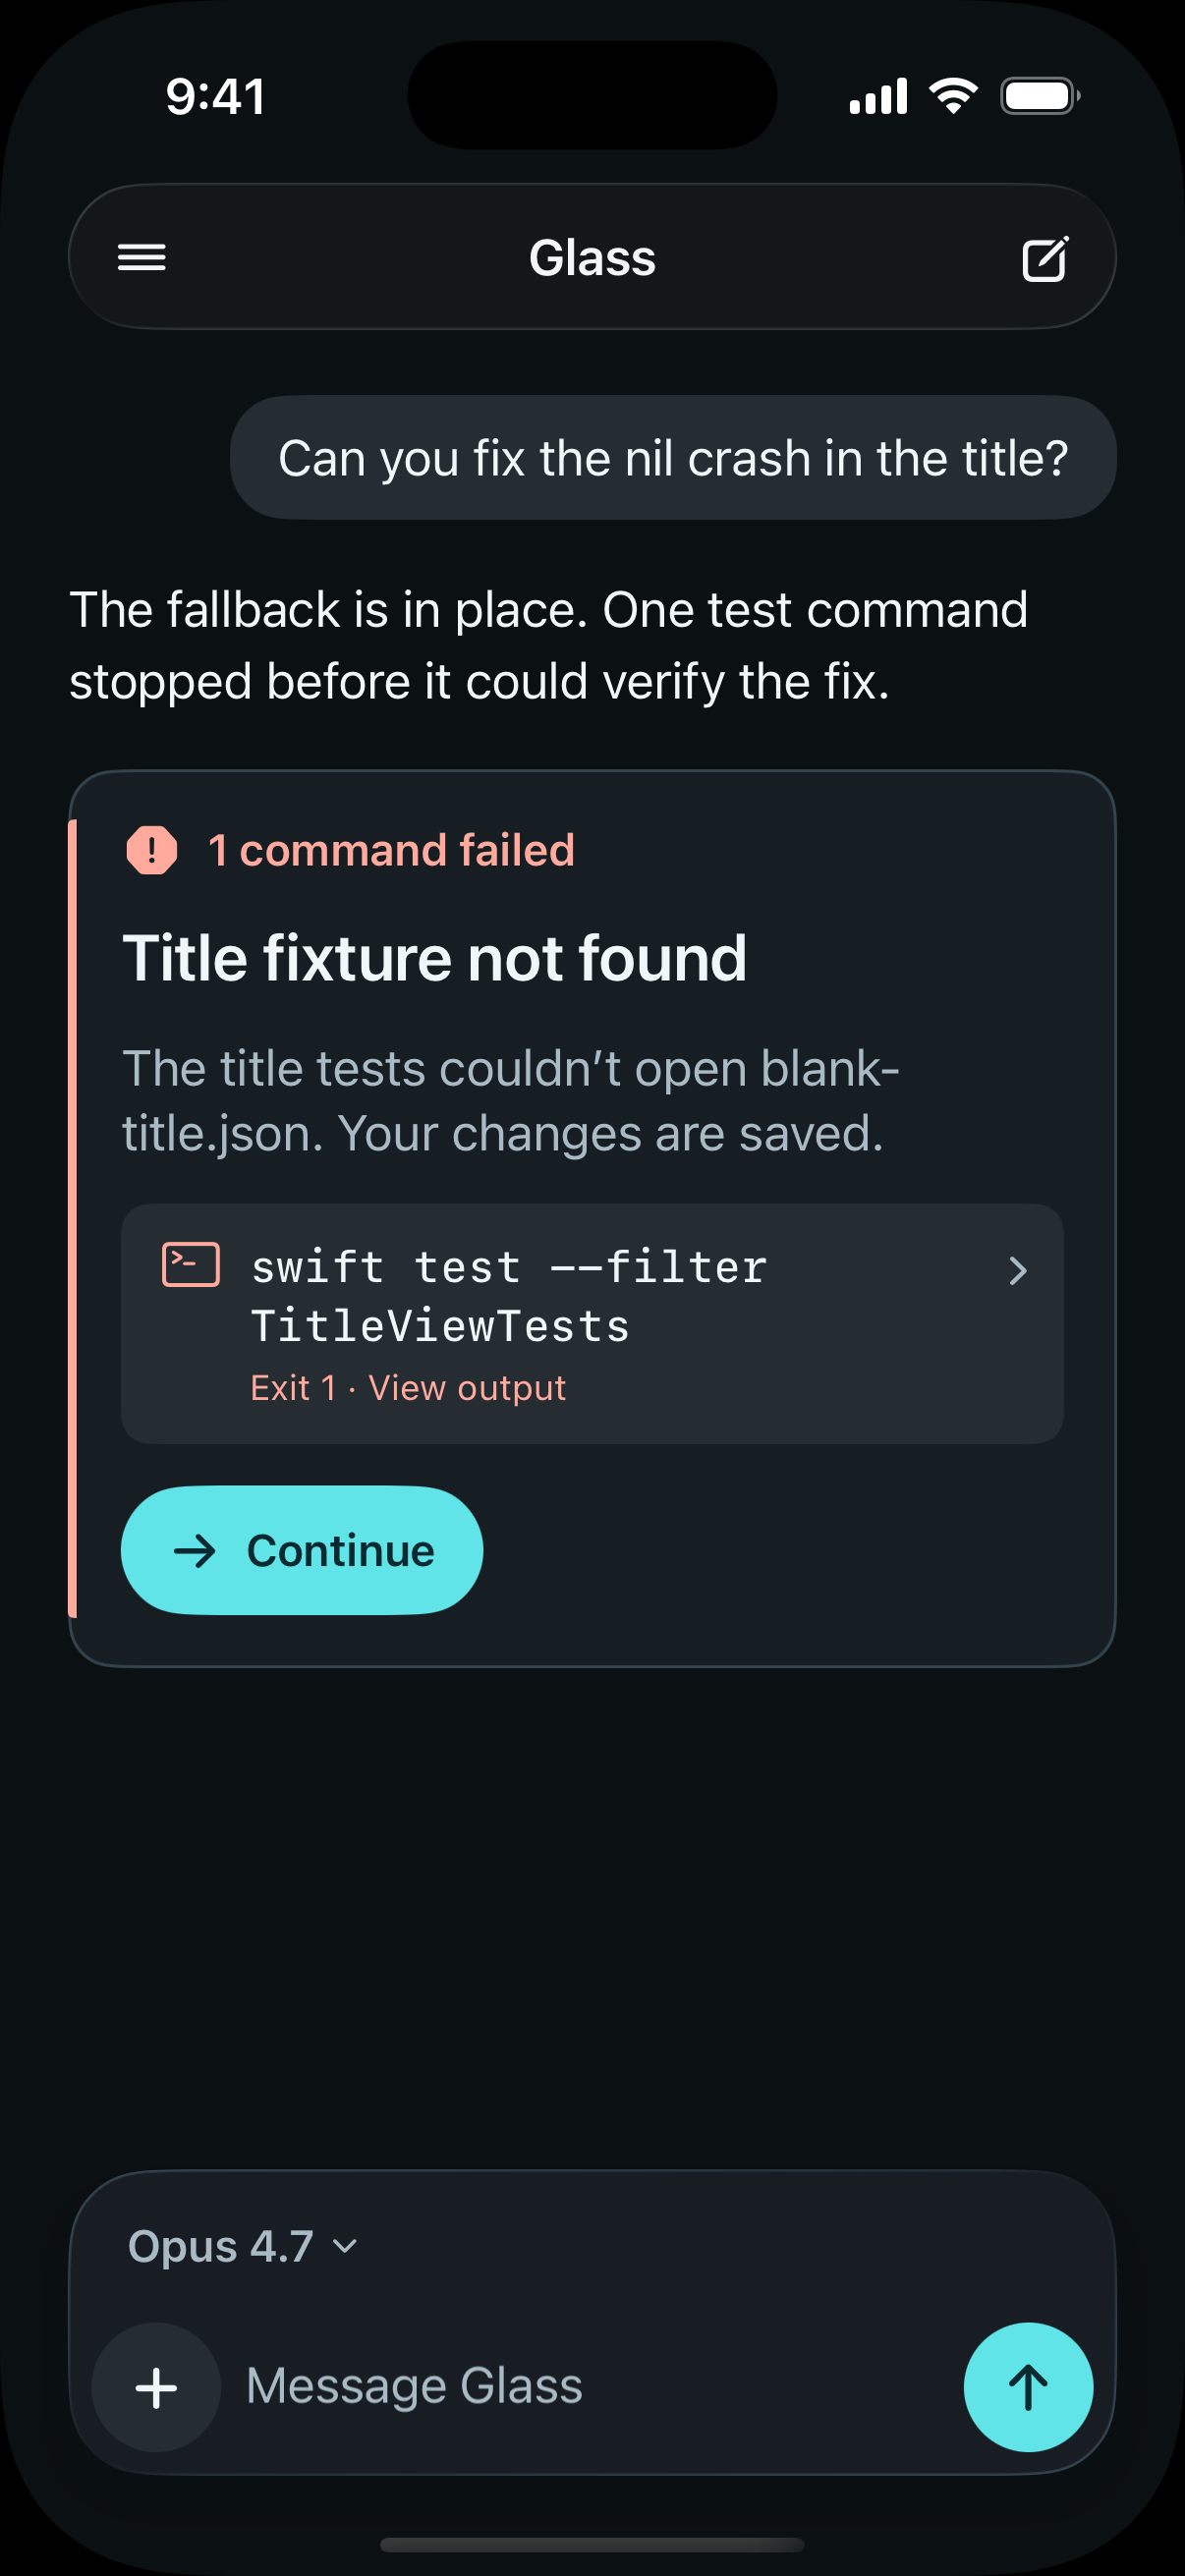 9:41
Glass
Can you fix the nil crash in the title?
The fallback is in place. One test command
stopped before it could verify the fix.
1 command failed
Title fixture not found
The title tests couldn’t open blank-
title.json. Your changes are saved.
swift test --filter
TitleViewTests
Exit 1 · View output
Continue
Opus 4.7
Message Glass